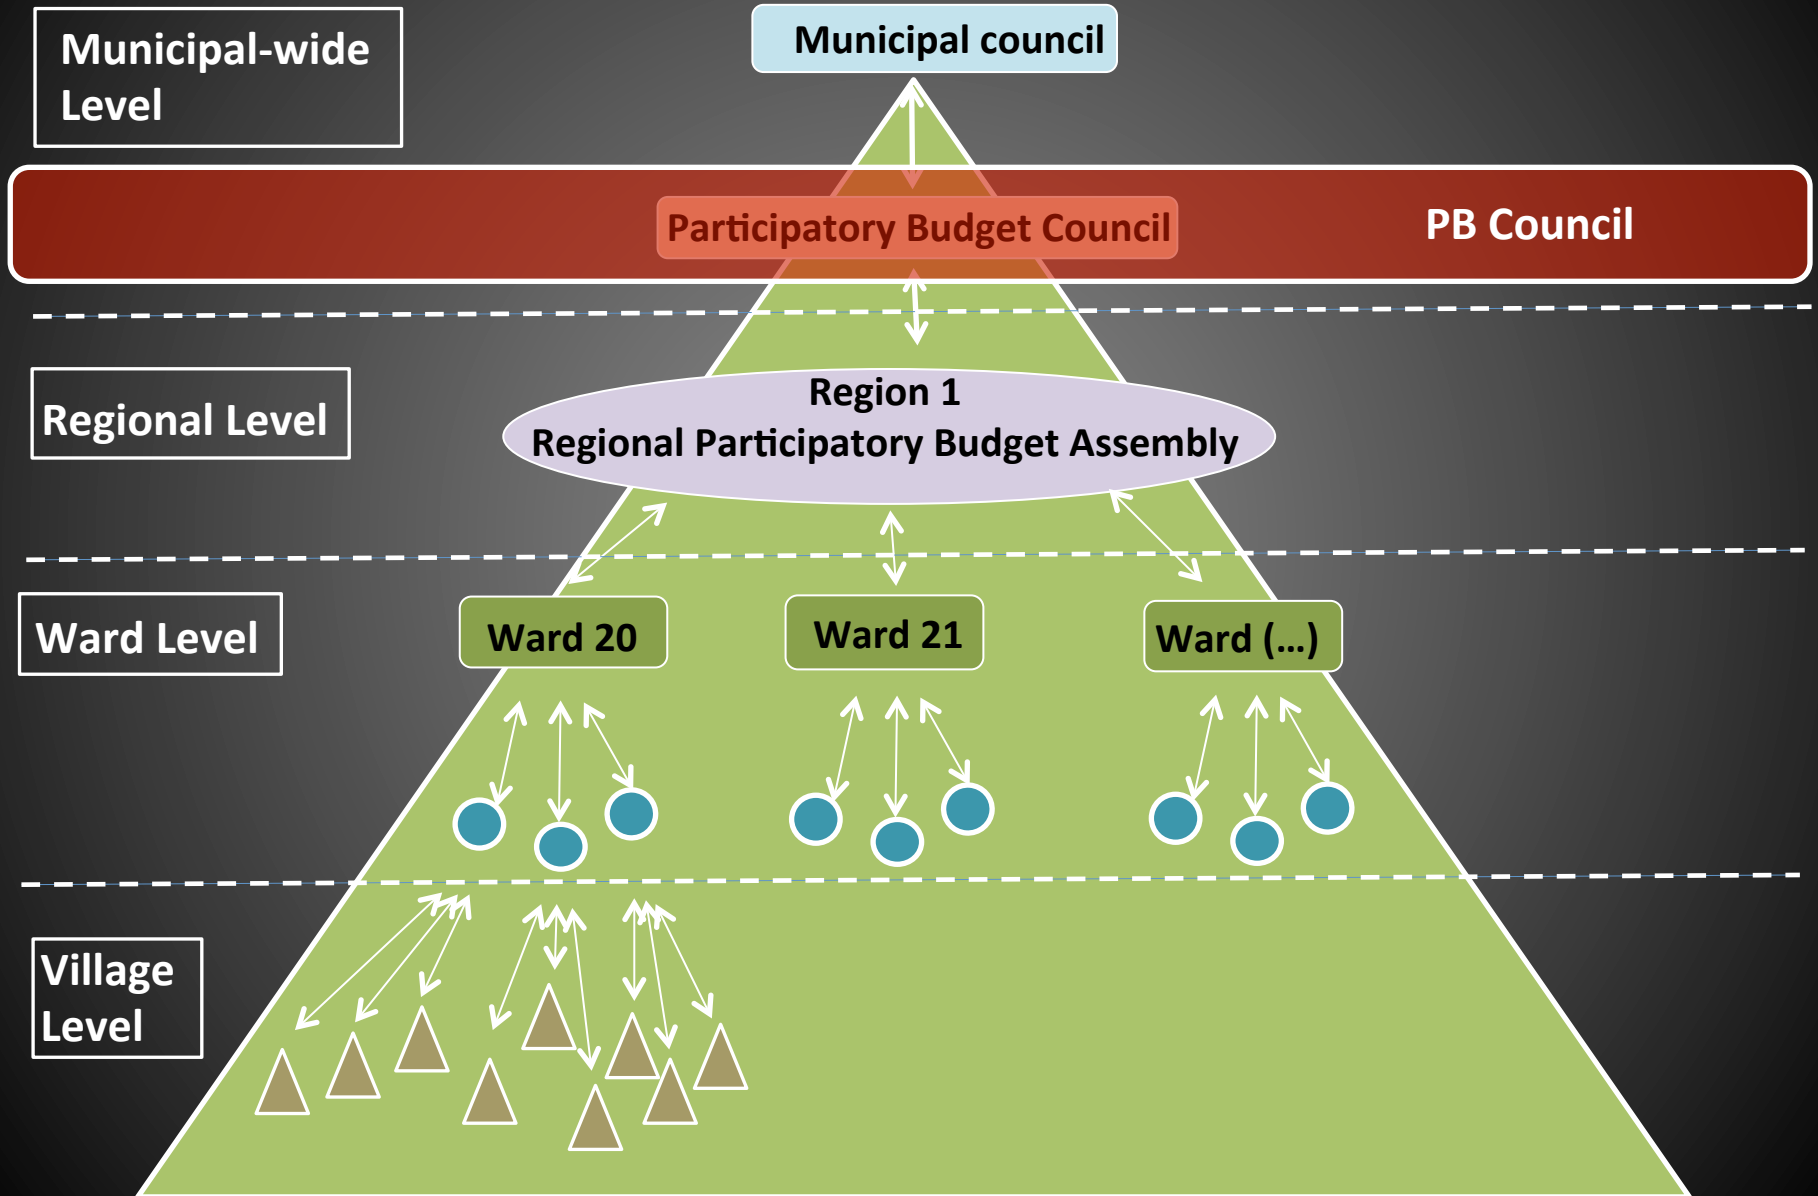 Municipal-wide
Level
Municipal council
Participatory Budget Council
PB Council
Regional Level
Region 1
Regional Participatory Budget Assembly
Ward Level
Ward 20
Ward 21
Ward (...)
Village
Level